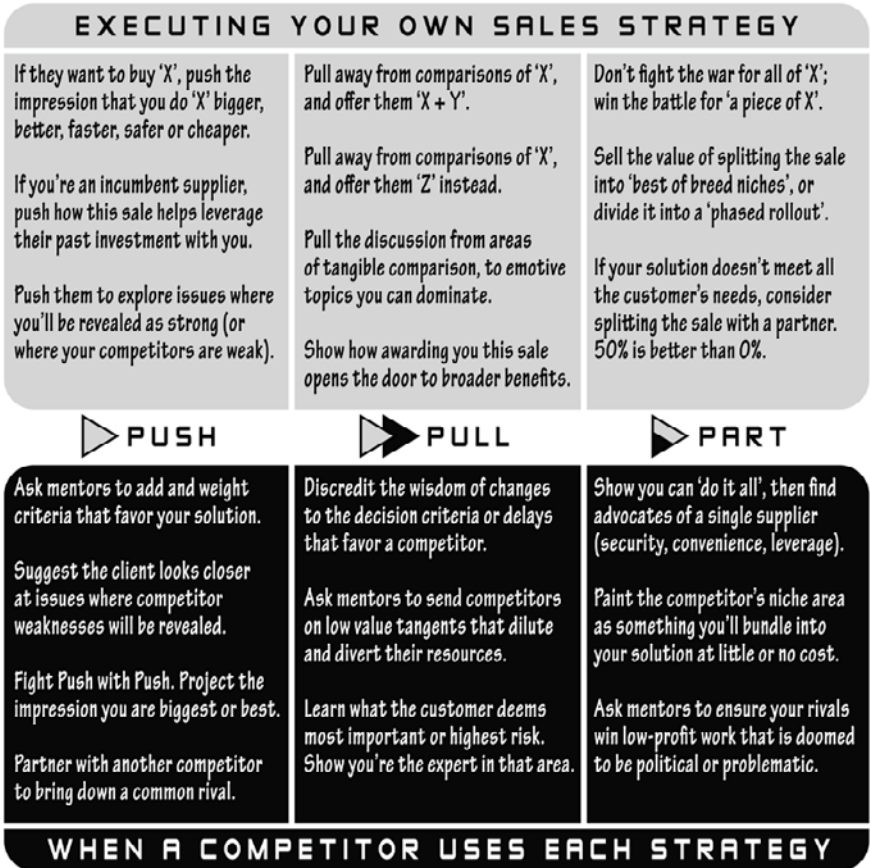 EXECUTING YOUR OWN SALES STRATEGY
If they want to buy ‘X’, push the
impression that you do ‘X’ bigger,
better, faster, safer or cheaper.
If you’re an incumbent supplier,
push how this sale helps leverage
their past investment with you.
Push them to explore issues where
you’ll be revealed as strong (or
where your competitors are weak).
Pull away from comparisons of ‘X’,
and offer them ‘X + Y’.
Pull away from comparisons of ‘X’,
and offer them ‘Z’ instead.
Pull the discussion from areas
of tangible comparison, to emotive
topics you can dominate.
Show how awarding you this sale
opens the door to broader benefits.
Don’t fight the war for all of ‘X’;
win the battle for ‘a piece of X’.
Sell the value of splitting the sale
into ‘best of breed niches’, or
divide it into a ‘phased rollout’.
If your solution doesn’t meet all
the customer’s needs, consider
splitting the sale with a partner.
50% is better than 0%.
PUSH
PULL
PART
Ask mentors to add and weight
criteria that favor your solution.
Suggest the client looks closer
at issues where competitor
weaknesses will be revealed.
Fight Push with Push. Project the
impression you are biggest or best.
Partner with another competitor
to bring down a common rival.
Discredit the wisdom of changes
to the decision criteria or delays
that favor a competitor.
Ask mentors to send competitors
on low value tangents that dilute
and divert their resources.
Learn what the customer deems
most important or highest risk.
Show you’re the expert in that area.
Show you can ‘do it all’, then find
advocates of a single supplier
(security, convenience, leverage).
Paint the competitor’s niche area
as something you’ll bundle into
your solution at little or no cost.
Ask mentors to ensure your rivals
win low-profit work that is doomed
to be political or problematic.
WHEN A COMPETITOR USES EACH STRATEGY